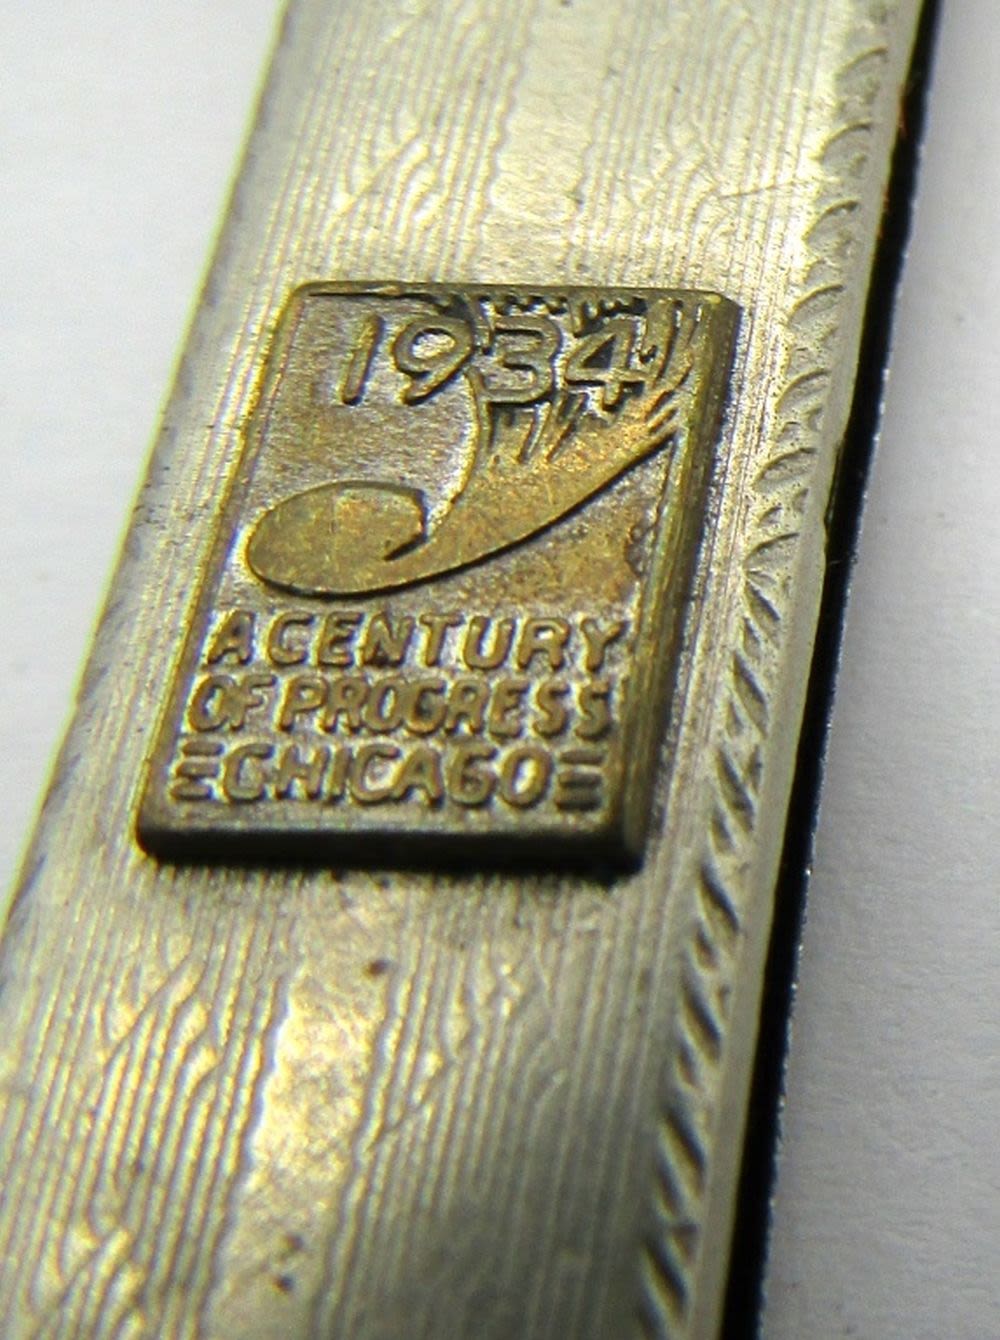 1934
A CENTURY
OF PROGRESS
CHICAGO